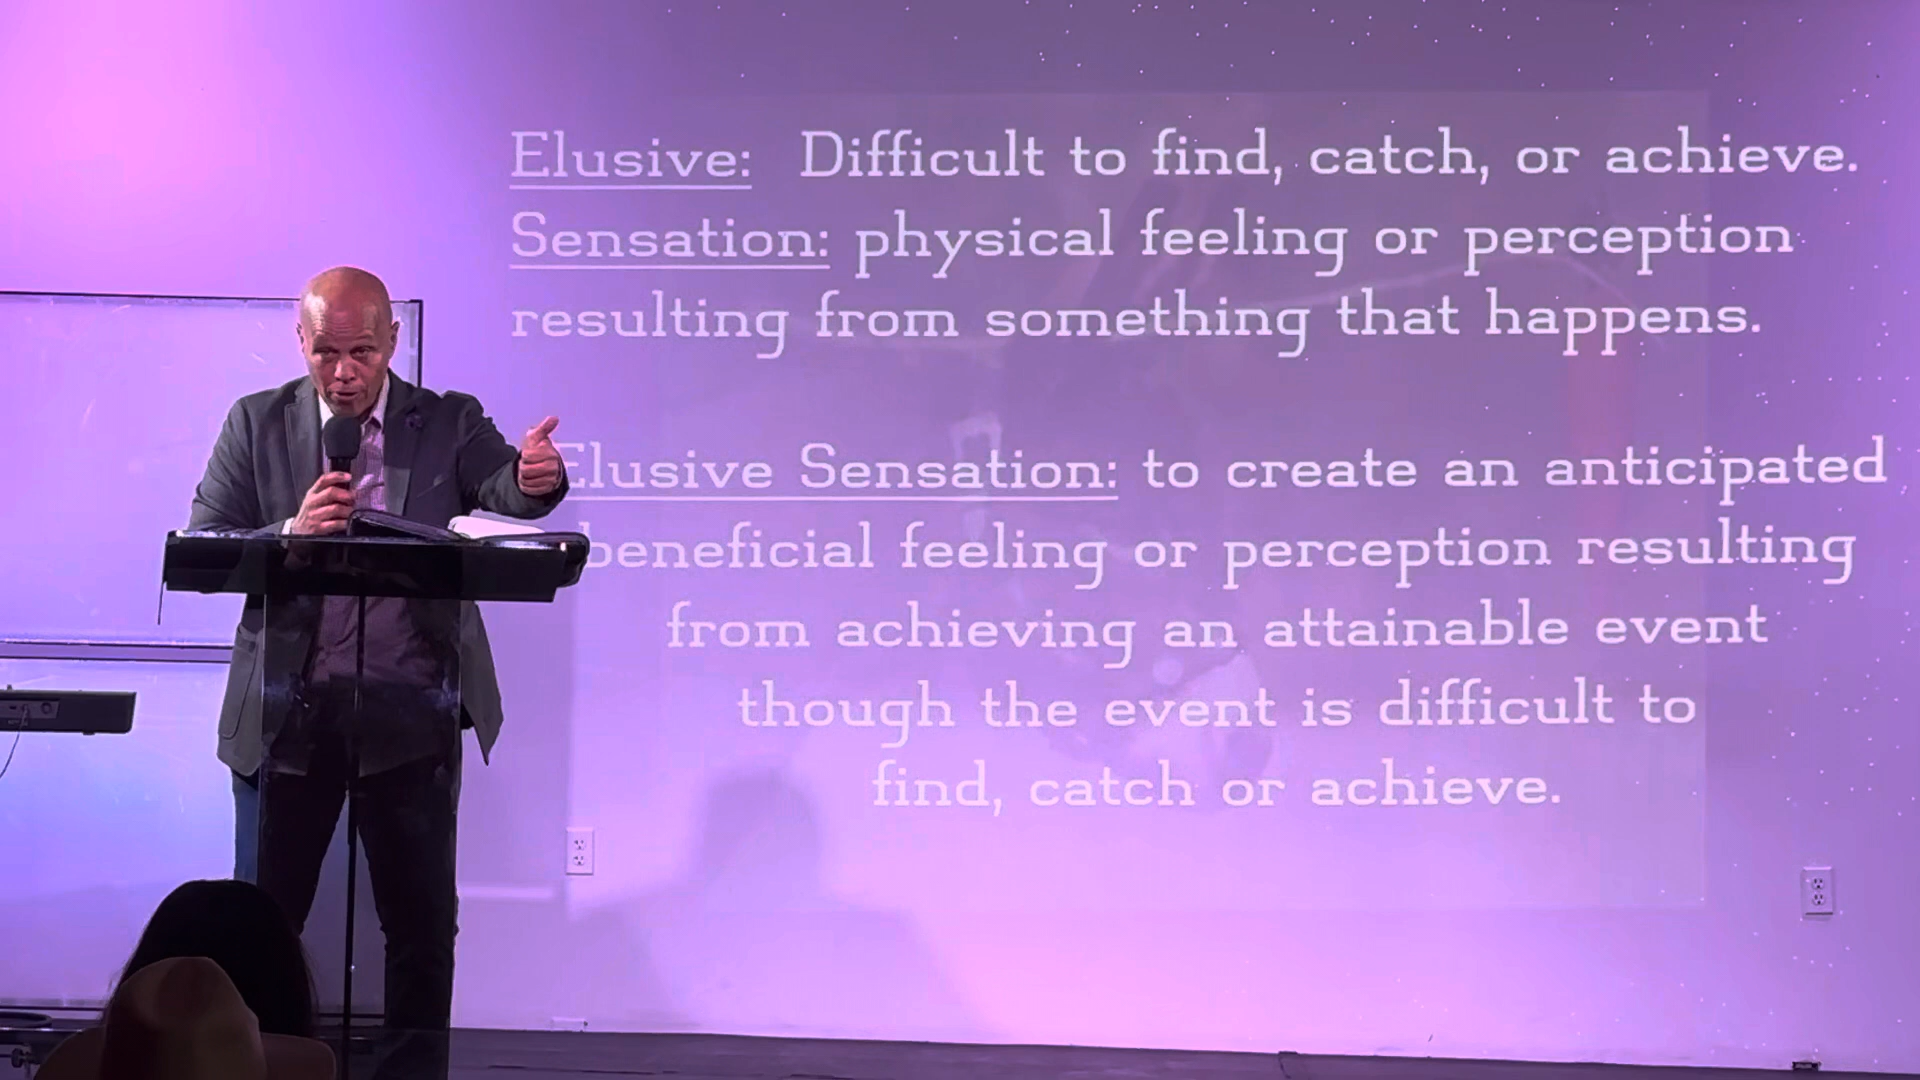 Elusive: Difficult to find, catch, or achieve.
Sensation: physical feeling or perception
resulting from something that happens.
Elusive Sensation: to create an anticipated
beneficial feeling or perception resulting
from achieving an attainable event
though the event is difficult to
find, catch or achieve.